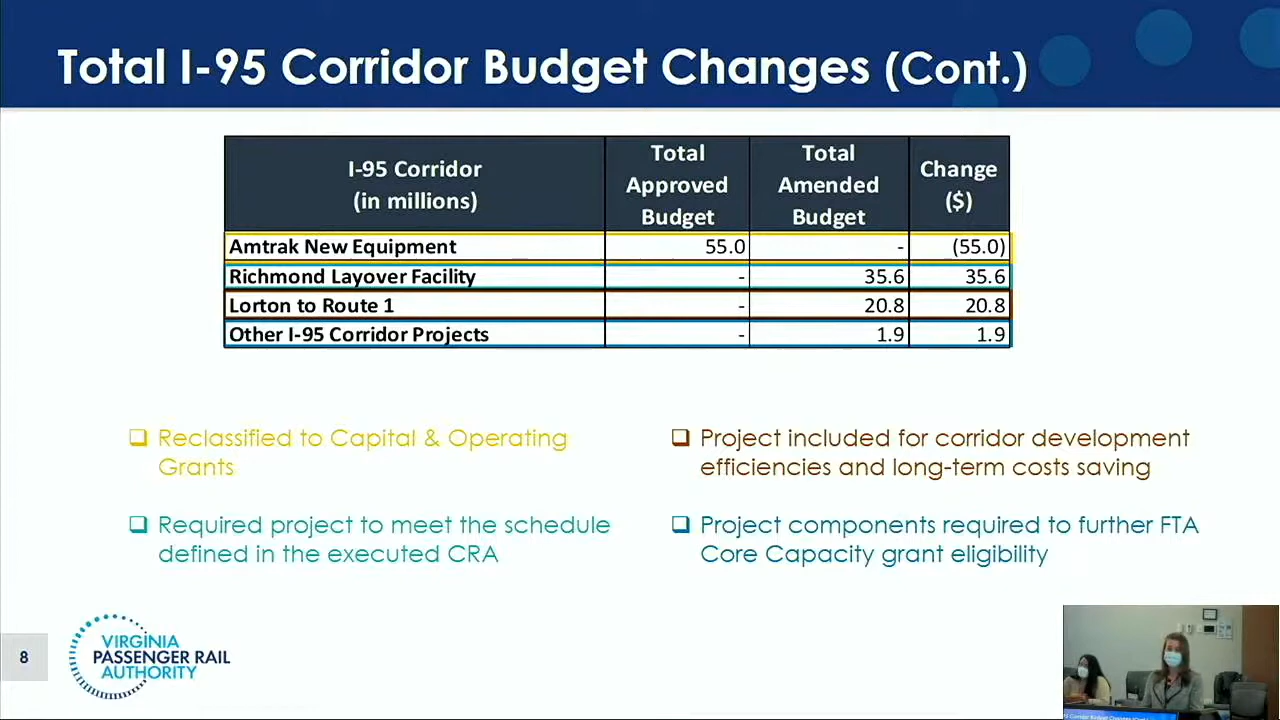 Total I-95 Corridor Budget Changes (Cont.)
I-95 Corridor
(in millions)
Total
Approved
Budget
Total
Amended
Budget
Change
($)
Amtrak New Equipment 55.0 - (55.0)
Richmond Layover Facility - 35.6 35.6
Lorton to Route 1 - 20.8 20.8
Other I-95 Corridor Projects - 1.9 1.9
Reclassified to Capital & Operating
Grants
Required project to meet the schedule
defined in the executed CRA
Project included for corridor development
efficiencies and long-term costs saving
Project components required to further FTA
Core Capacity grant eligibility
8
VIRGINIA
PASSENGER RAIL
AUTHORITY